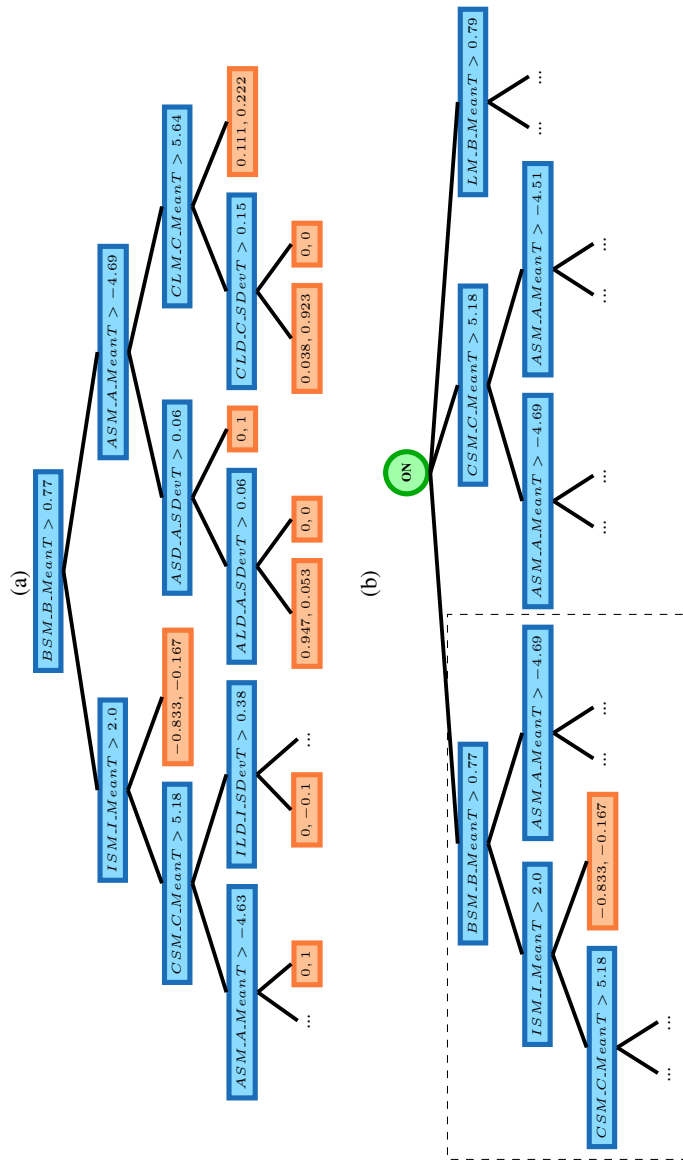 (a)
BSM_B_MeanT > 0.77
ISM_I_MeanT > 2.0
ASM_A_MeanT > −4.69
CSM_C_MeanT > 5.18
−0.833, −0.167
ASD_A_SDevT > 0.06
CLM_C_MeanT > 5.64
ASM_A_MeanT > −4.63
ILD_I_SDevT > 0.38
ALD_A_SDevT > 0.06
0, 1
CLD_C_SDevT > 0.15
0.111, 0.222
...
0, 1
0, −0.1
...
0.947, 0.053
0, 0
0.038, 0.923
0, 0
(b)
ON
BSM_B_MeanT > 0.77
CSM_C_MeanT > 5.18
LM_B_MeanT > 0.79
ISM_I_MeanT > 2.0
ASM_A_MeanT > −4.69
ASM_A_MeanT > −4.69
ASM_A_MeanT > −4.51
...
...
CSM_C_MeanT > 5.18
−0.833, −0.167
...
...
...
...
...
...
...
...